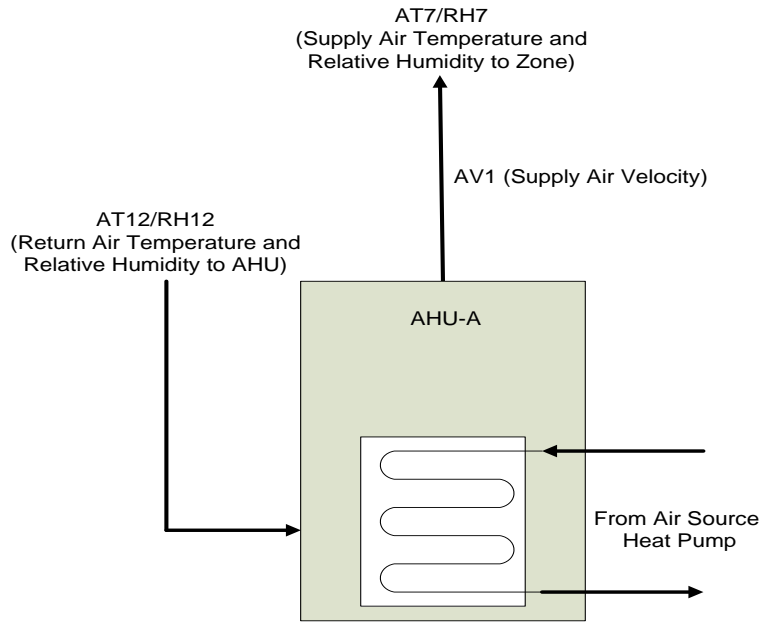 AT7/RH7
(Supply Air Temperature and
Relative Humidity to Zone)
AV1 (Supply Air Velocity)
AT12/RH12
(Return Air Temperature and
Relative Humidity to AHU)
AHU-A
From Air Source
Heat Pump